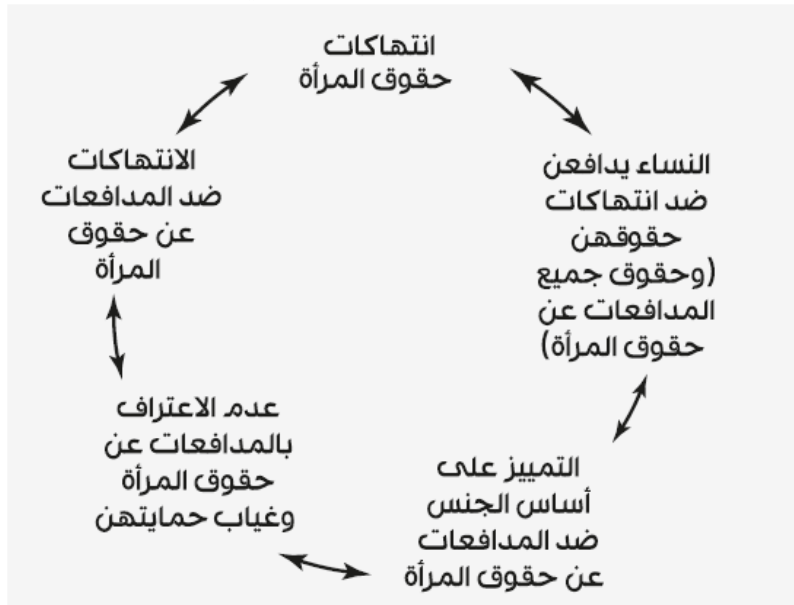 انتهاكات
حقوق المرأة
النساء يدافعن
ضد انتهاكات
حقوقهن
(وحقوق جميع
المدافعات عن
حقوق المرأة)
التمييز على
أساس الجنس
ضد المدافعات
عن حقوق المرأة
عدم الاعتراف
بالمدافعات عن
حقوق المرأة
وغياب حمايتهن
الانتهاكات
ضد المدافعات
عن حقوق
المرأة